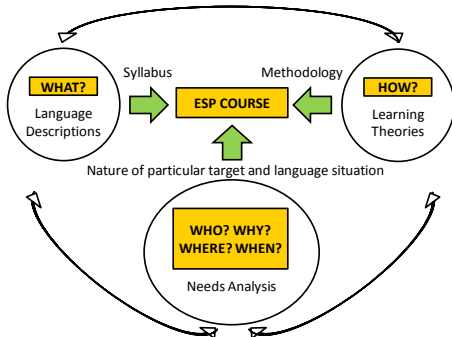 Syllabus
Methodology
WHAT?
ESP COURSE
HOW?
Language
Descriptions
Learning
Theories
Nature of particular target and language situation
WHO? WHY?
WHERE? WHEN?
Needs Analysis